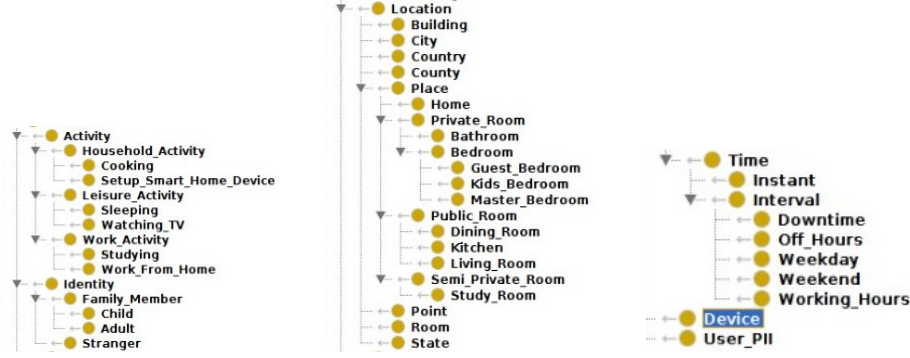 Activity
Household_Activity
Cooking
Setup_Smart_Home_Device
Leisure_Activity
Sleeping
Watching_TV
Work_Activity
Studying
Work_From_Home
Identity
Family_Member
Child
Adult
Stranger
Location
Building
City
Country
County
Place
Home
Private_Room
Bathroom
Bedroom
Guest_Bedroom
Kids_Bedroom
Master_Bedroom
Public_Room
Dining_Room
Kitchen
Living_Room
Semi_Private_Room
Study_Room
Point
Room
State
Time
Instant
Interval
Downtime
Off_Hours
Weekday
Weekend
Working_Hours
Device
User_PII